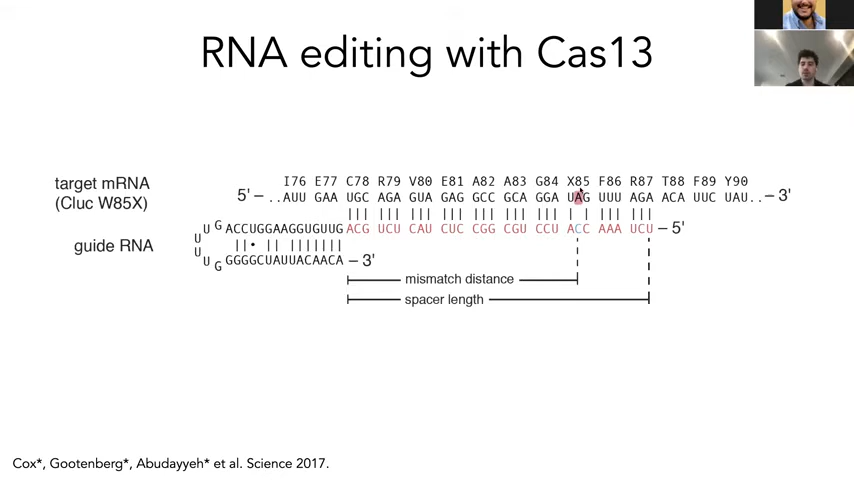 RNA editing with Cas13
target mRNA
(Cluc W85X)
I76 E77 C78 R79 V80 E81 A82 A83 G84 X85 F86 R87 T88 F89 Y90
5' – ..AUU GAA UGC AGA GUA GAG GCC GCA GGA UAG UUU AGA ACA UUC UAU.. – 3'
guide RNA
UUUUGGACCUGGAAGGUGUUGACG UCU CAU CUC CGG CGU CCU ACC AAA UCU – 5'
GGGGCUAUUACAACA – 3'
mismatch distance
spacer length
Cox*, Gootenberg*, Abudayyeh* et al. Science 2017.